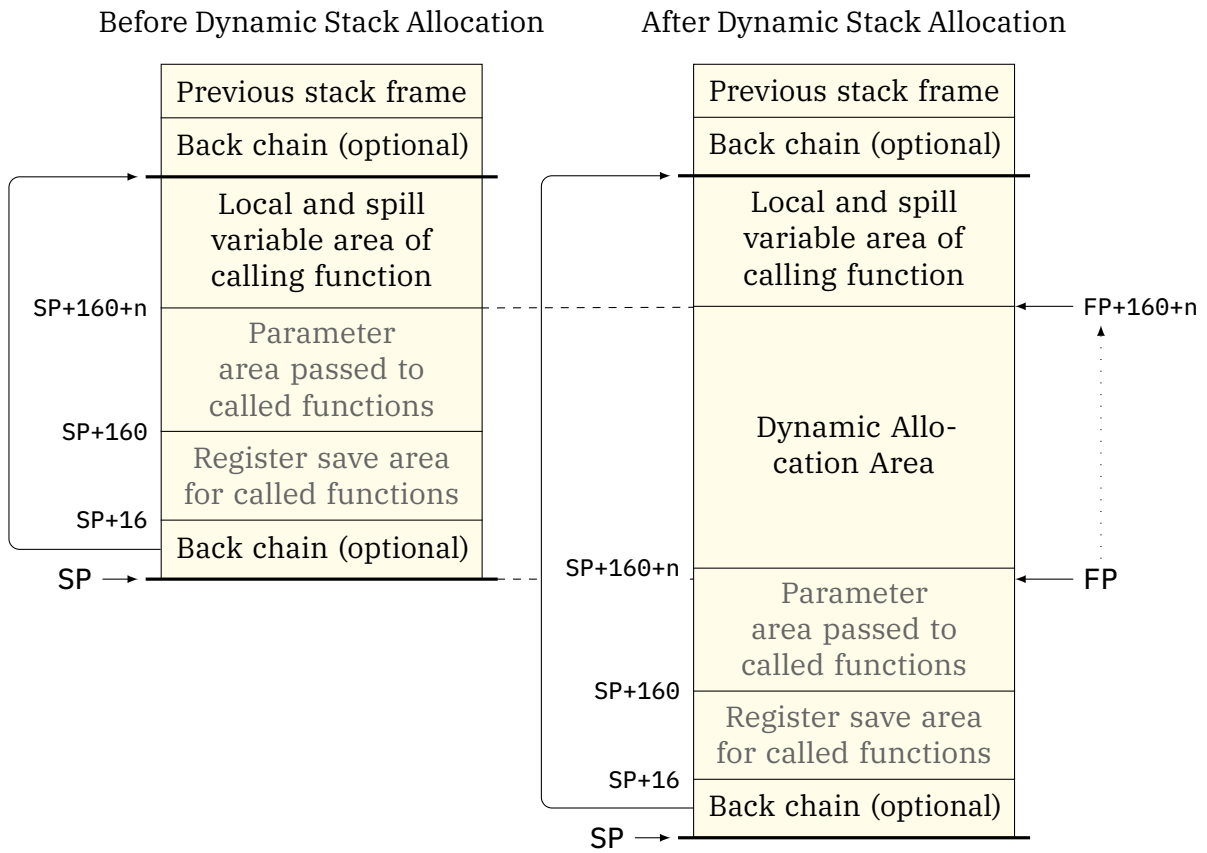 Before Dynamic Stack Allocation
Previous stack frame
Back chain (optional)
Local and spill
variable area of
calling function
SP+160+n
Parameter
area passed to
called functions
SP+160
Register save area
for called functions
SP+16
Back chain (optional)
SP
After Dynamic Stack Allocation
Previous stack frame
Back chain (optional)
Local and spill
variable area of
calling function
FP+160+n
Dynamic Allo-
cation Area
SP+160+n
FP
Parameter
area passed to
called functions
SP+160
Register save area
for called functions
SP+16
Back chain (optional)
SP